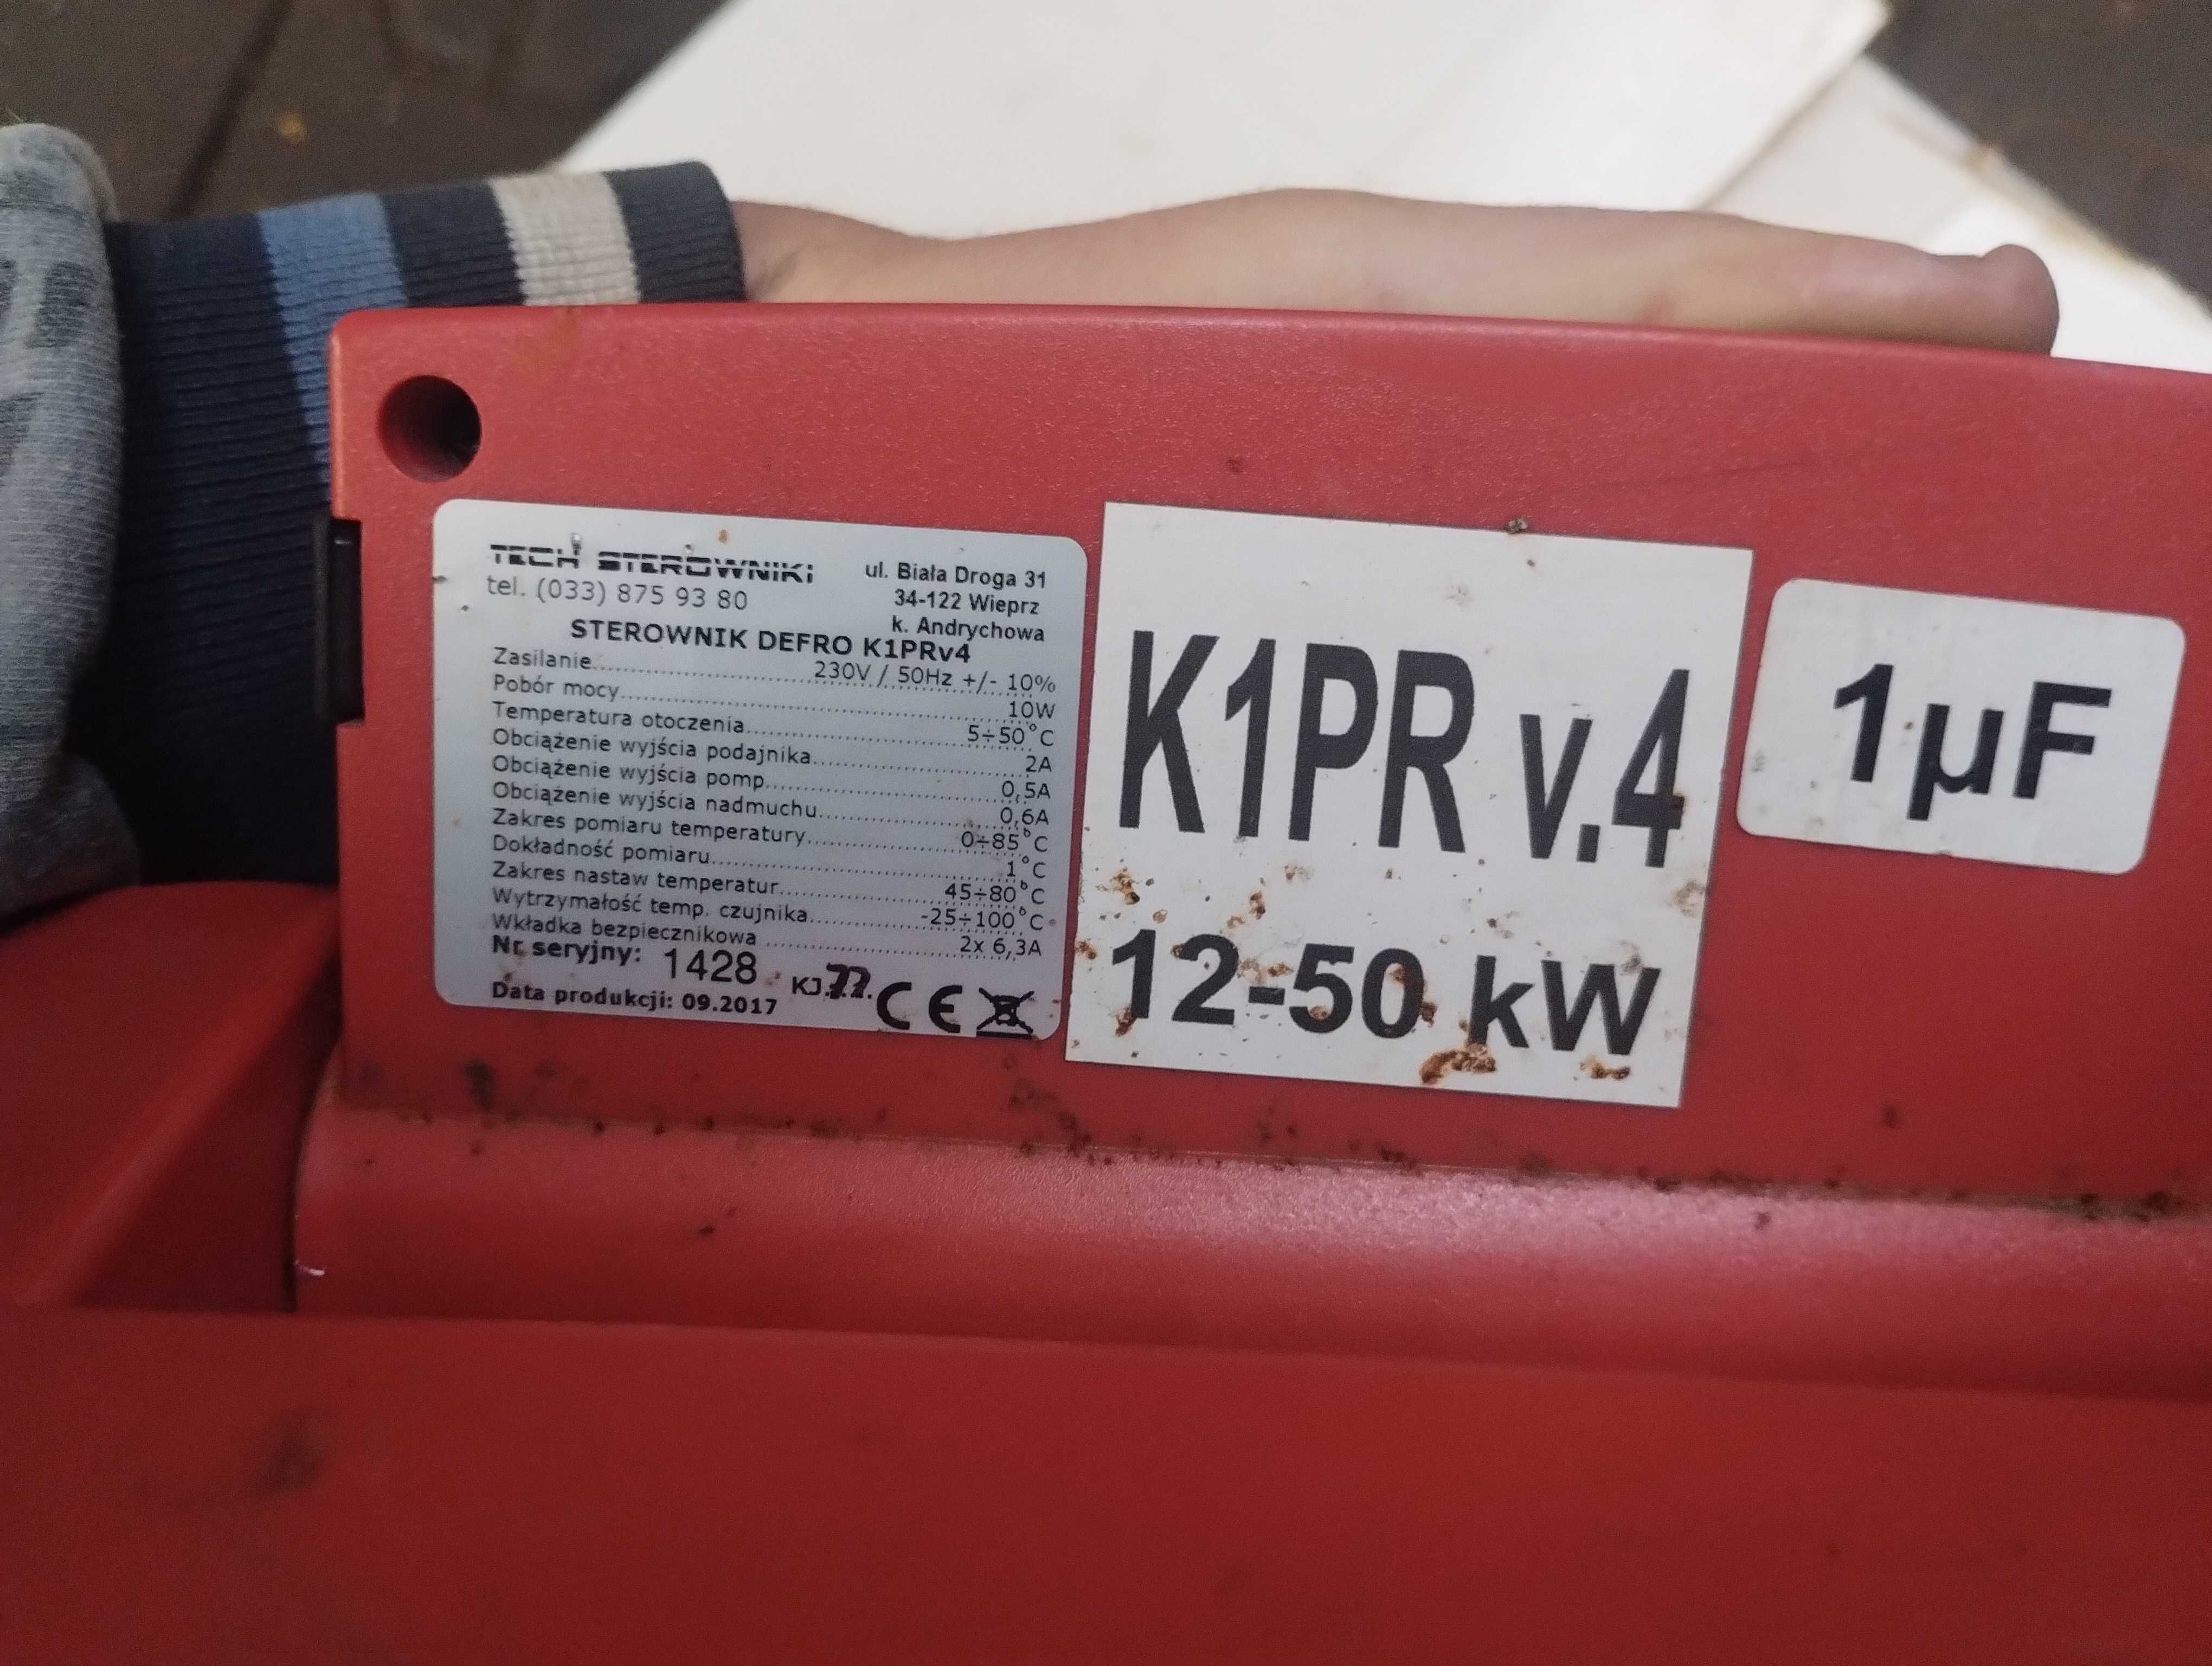 TECH STEROWNIKI
tel. (033) 875 93 80
ul. Biała Droga 31
34-122 Wieprz
k. Andrychowa
STEROWNIK DEFRO K1PRv4
Zasilanie 230V / 50Hz +/- 10%
Pobór mocy 10W
Temperatura otoczenia 5÷50°C
Obciążenie wyjścia podajnika 2A
Obciążenie wyjścia pomp 0,5A
Obciążenie wyjścia nadmuchu 0,6A
Zakres pomiaru temperatury 0÷85°C
Dokładność pomiaru 1°C
Zakres nastaw temperatur 45÷80°C
Wytrzymałość temp. czujnika -25÷100°C
Wkładka bezpiecznikowa 2x 6,3A
Nr seryjny: 1428 KJ.
Data produkcji: 09.2017
CE
K1PR v.4
12-50 kW
1µF